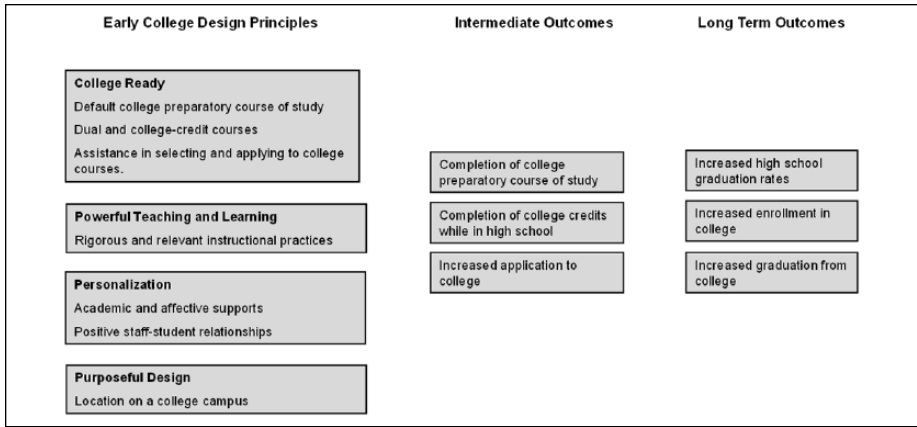 Early College Design Principles
Intermediate Outcomes
Long Term Outcomes
College Ready
Default college preparatory course of study
Dual and college-credit courses
Assistance in selecting and applying to college
courses.
Powerful Teaching and Learning
Rigorous and relevant instructional practices
Personalization
Academic and affective supports
Positive staff-student relationships
Purposeful Design
Location on a college campus
Completion of college
preparatory course of study
Completion of college credits
while in high school
Increased application to
college
Increased high school
graduation rates
Increased enrollment in
college
Increased graduation from
college